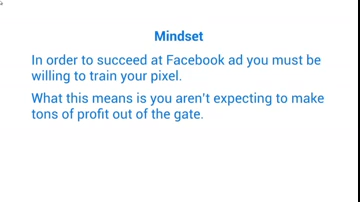 Mindset
In order to succeed at Facebook ad you must be
willing to train your pixel.
What this means is you aren't expecting to make
tons of profit out of the gate.